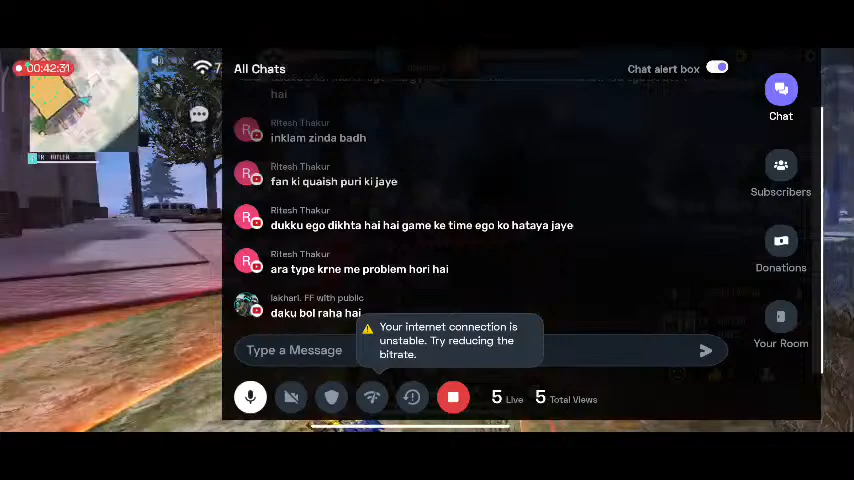 00:42:31
7
All Chats
Chat alert box
hai
Chat
Ritesh Thakur
inklam zinda badh
Ritesh Thakur
fan ki quaish puri ki jaye
Subscribers
Ritesh Thakur
dukku ego dikhta hai hai game ke time ego ko hataya jaye
Ritesh Thakur
ara type krne me problem hori hai
Donations
lakhari. FF with public
daku bol raha hai
Your internet connection is
unstable. Try reducing the
bitrate.
Type a Message
Your Room
5 Live 5 Total Views